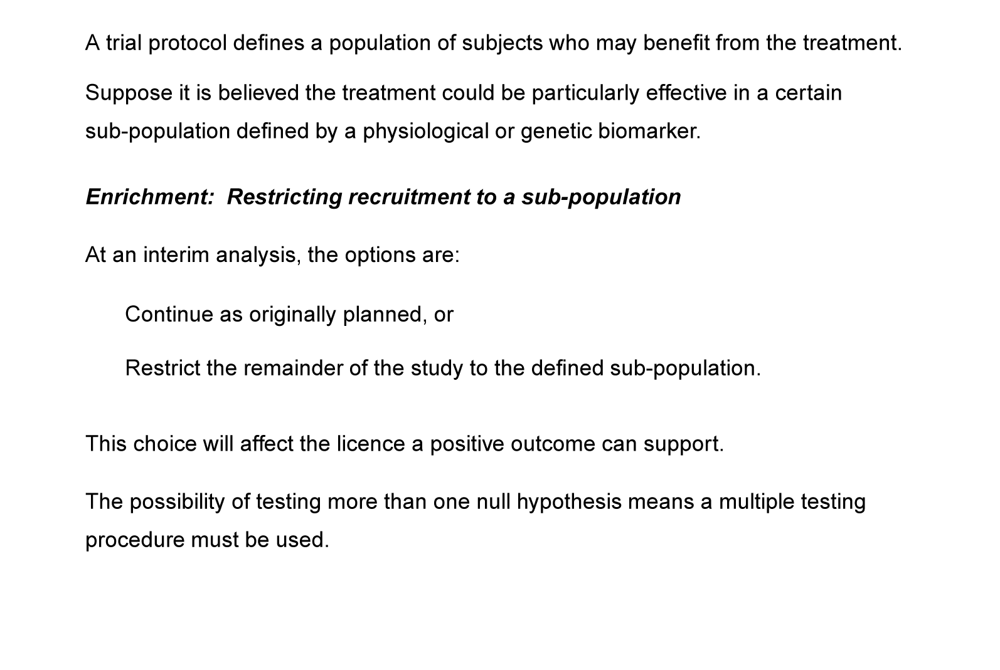 A trial protocol defines a population of subjects who may benefit from the treatment.
Suppose it is believed the treatment could be particularly effective in a certain
sub-population defined by a physiological or genetic biomarker.
Enrichment: Restricting recruitment to a sub-population
At an interim analysis, the options are:
Continue as originally planned, or
Restrict the remainder of the study to the defined sub-population.
This choice will affect the licence a positive outcome can support.
The possibility of testing more than one null hypothesis means a multiple testing
procedure must be used.